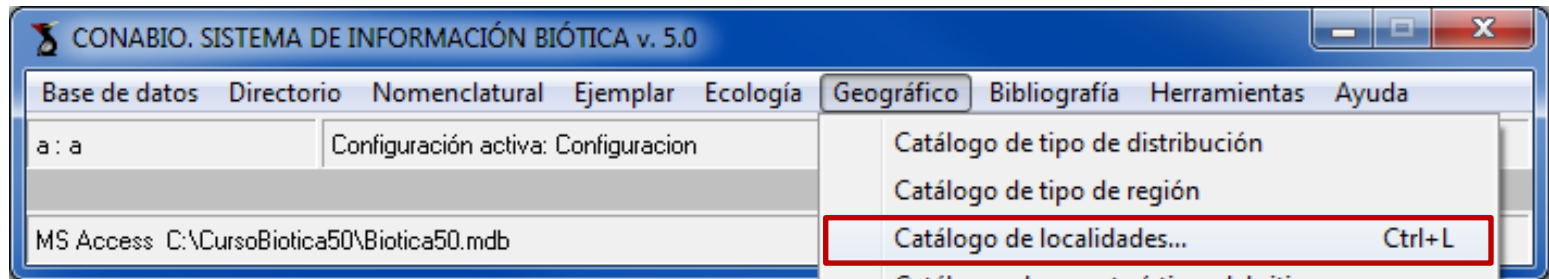 CONABIO. SISTEMA DE INFORMACIÓN BIÓTICA v. 5.0
Base de datos Directorio Nomenclatural Ejemplar Ecología Geográfico Bibliografía Herramientas Ayuda
a : a Configuración activa: Configuracion
Catálogo de tipo de distribución
Catálogo de tipo de región
MS Access C:\CursoBiotica50\Biotica50.mdb
Catálogo de localidades... Ctrl+L